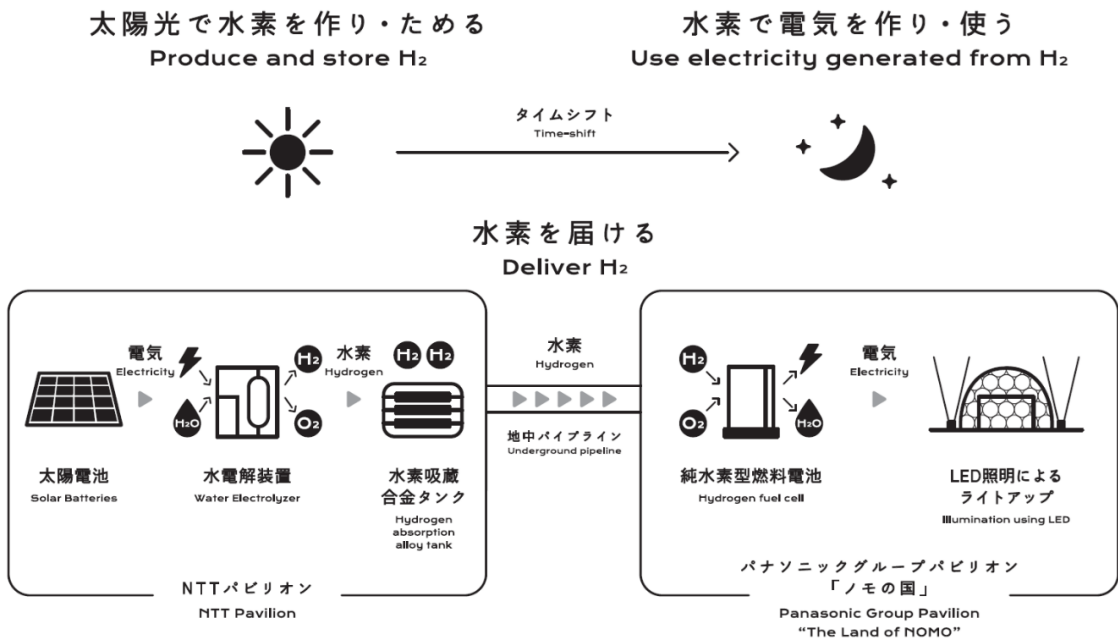 太陽光で水素を作り・ためる
Produce and store H₂
水素で電気を作り・使う
Use electricity generated from H₂
タイムシフト
Time-shift
水素を届ける
Deliver H₂
電気
Electricity
H₂O
H₂
O₂
水素
Hydrogen
H₂ H₂
太陽電池
Solar Batteries
水電解装置
Water Electrolyzer
水素吸蔵
合金タンク
Hydrogen
absorption
alloy tank
NTTパビリオン
NTT Pavilion
水素
Hydrogen
地中パイプライン
Underground pipeline
H₂
O₂
H₂O
電気
Electricity
純水素型燃料電池
Hydrogen fuel cell
LED照明による
ライトアップ
Illumination using LED
パナソニックグループパビリオン
「ノモの国」
Panasonic Group Pavilion
“The Land of NOMO”